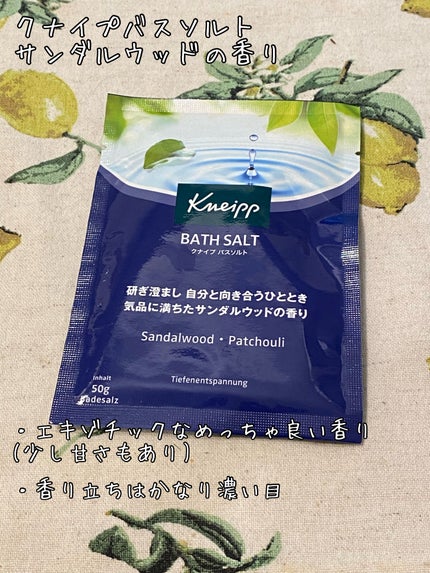 クナイプバスソルト
サンダルウッドの香り
Kneipp
BATH SALT
クナイプ バスソルト
研ぎ澄まし 自分と向き合うひととき
気品に満ちたサンダルウッドの香り
Sandalwood・Patchouli
Tiefenentspannung
Inhalt
50g
Badesalz
・エキゾチックなめっちゃ良い香り
(少し甘さもあり)
・香り立ちはかなり濃い目